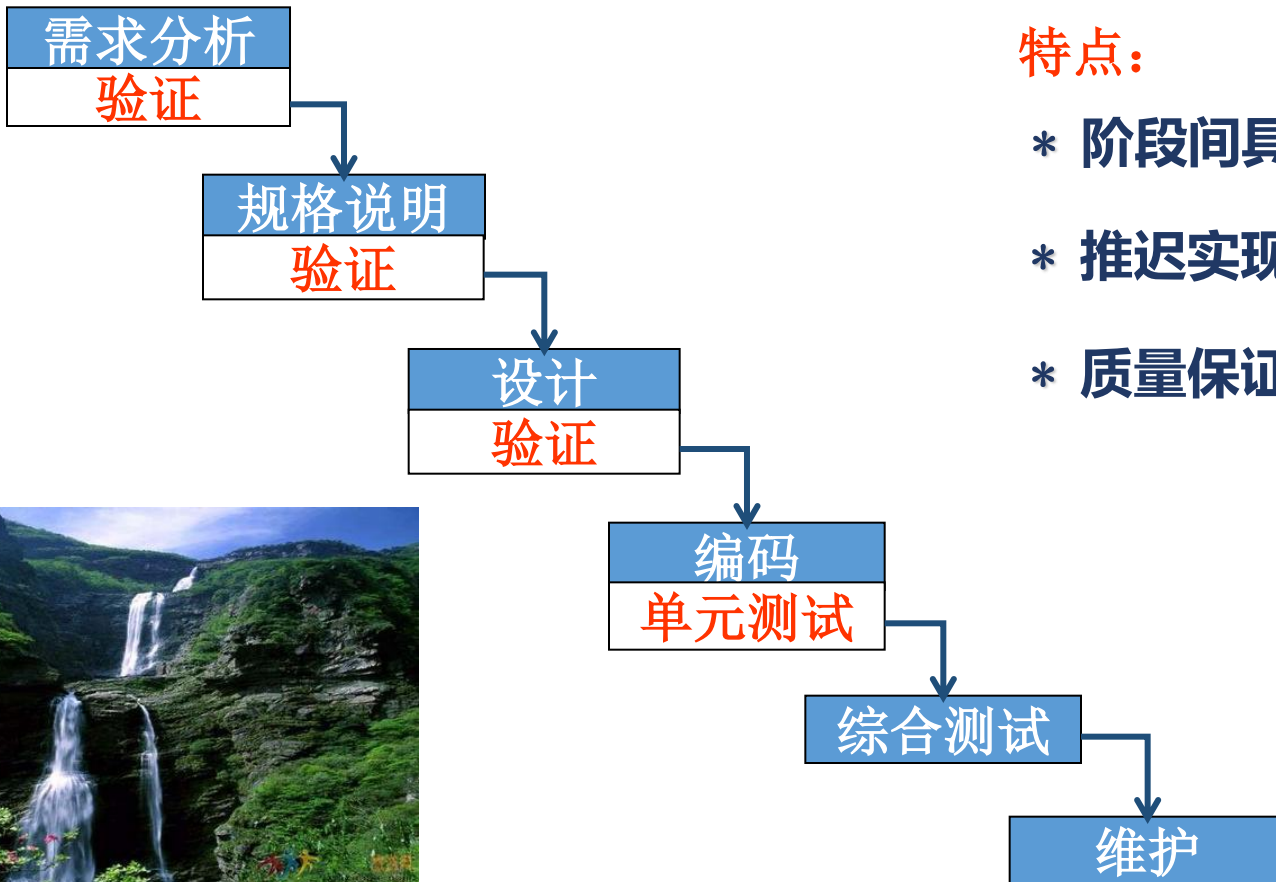 需求分析
验证
规格说明
验证
设计
验证
编码
单元测试
综合测试
维护
特点：
* 阶段间具
* 推迟实现
* 质量保证